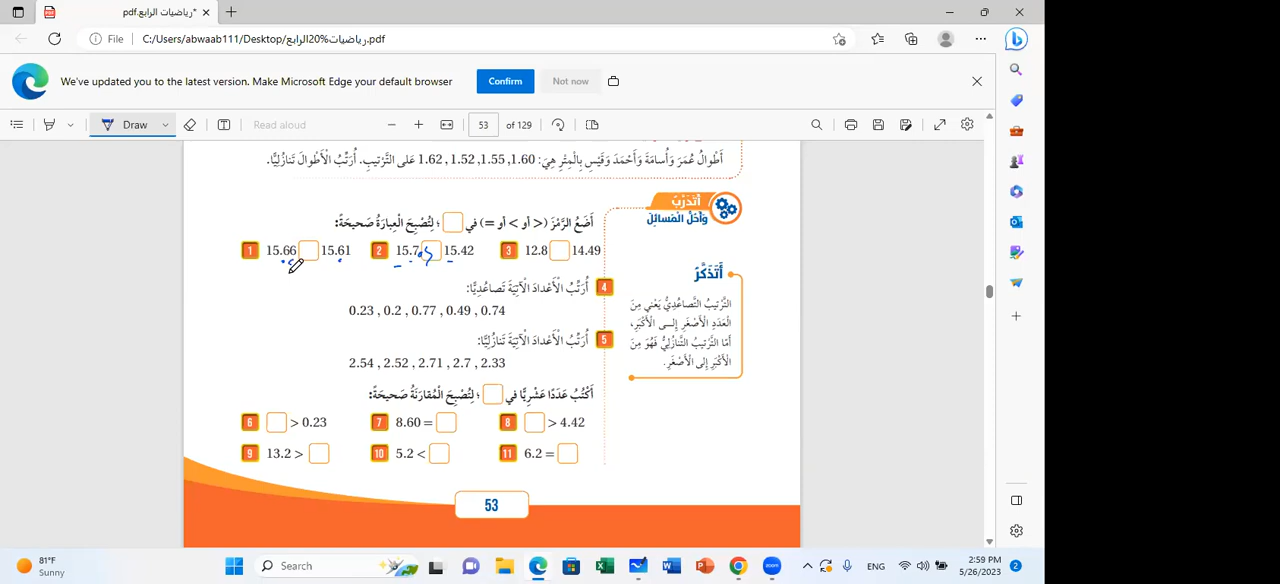 رياضيات الرابع.pdf*
File C:/Users/abwaab111/Desktop/رياضيات%20الرابع.pdf
We've updated you to the latest version. Make Microsoft Edge your default browser Confirm Not now
Draw Read aloud 53 of 129
أَطْوالُ عُمَرَ وَأُسامَةَ وَأَحْمَدَ وَقَيْسٍ بِالْمِتْرِ هِيَ: 1.60, 1.55, 1.52, 1.62 عَلى التَّرْتيبِ. أُرَتِّبُ الْأَطْوالَ تَنازُلِيًّا.
أَتَدَرَّبُ
وَأَحُلُّ الْمَسائِلَ
أَضَعُ الرَّمْزَ (< أو > أو =) في □ ؛ لِتُصْبِحَ الْعِبارَةُ صَحيحَةً:
1 15.66 □ 15.61 2 15.7 □ 15.42 3 12.8 □ 14.49
أَتَذَكَّرُ
التَّرْتيبُ التَّصاعُدِيُّ يَعْني مِنَ
الْعَدَدِ الْأَصْغَرِ إِلـى الْأَكْبَرِ،
أَمّا التَّرْتيبُ التَّنازُلِيُّ فَهُوَ مِنَ
الْأَكْبَرِ إِلى الْأَصْغَرِ.
4 أُرَتِّبُ الْأَعْدادَ الْآتِيَةَ تَصاعُدِيًّا:
0.23 , 0.2 , 0.77 , 0.49 , 0.74
5 أُرَتِّبُ الْأَعْدادَ الْآتِيَةَ تَنازُلِيًّا:
2.54 , 2.52 , 2.71 , 2.7 , 2.33
أَكْتُبُ عَدَدًا عَشْرِيًّا في □ ؛ لِتُصْبِحَ الْمُقارَنَةُ صَحيحَةً:
6 □ > 0.23 7 8.60 = □ 8 □ > 4.42
9 13.2 > □ 10 5.2 < □ 11 6.2 = □
53
81°F
Sunny
Search
zoom
ENG
2:59 PM
5/26/2023
2